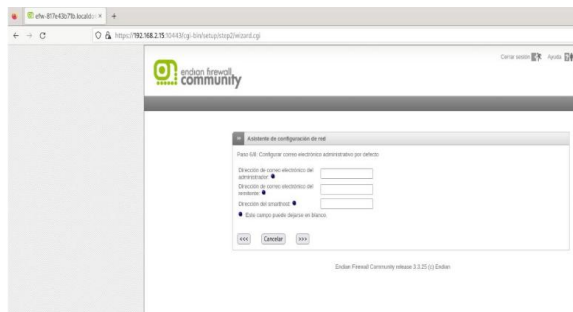 efw-817e43b71b.localdo
https://192.168.2.15:10443/cgi-bin/setup/step2/wizard.cgi
endian firewall
community
Cerrar sesión Ayuda
Asistente de configuración de red
Paso 6/8: Configurar correo electrónico administrativo por defecto
Dirección de correo electrónico del
administrador:
Dirección de correo electrónico del
remitente:
Dirección del smarthost:
Este campo puede dejarse en blanco
<<< Cancelar >>>
Endian Firewall Community release 3.3.25 (c) Endian